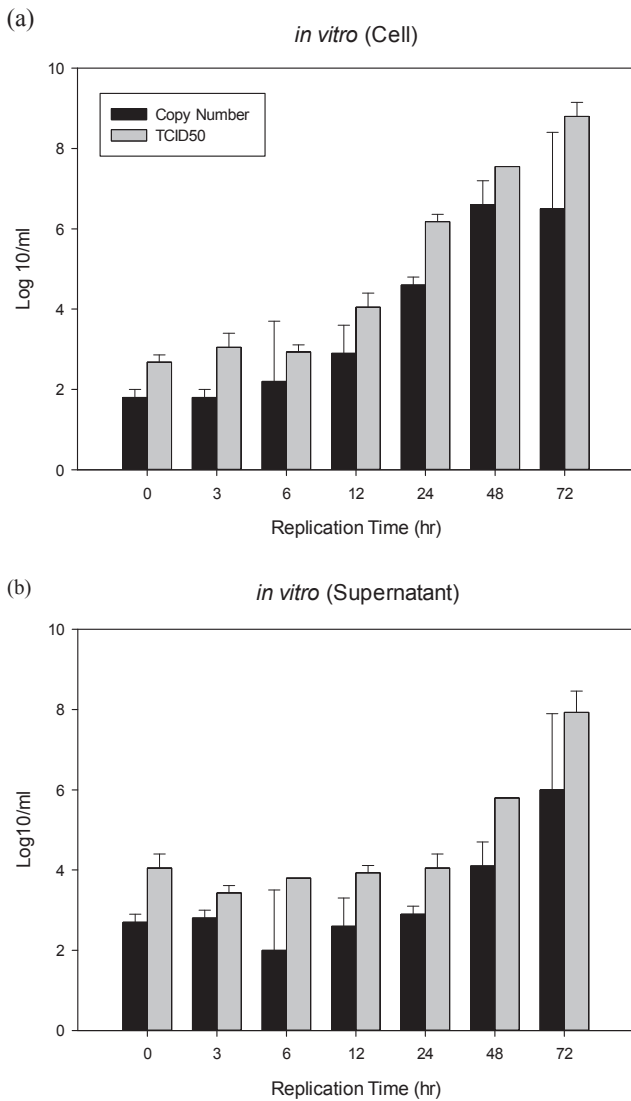 (a)
in vitro (Cell)
10
8
6
4
2
0
Log 10/ml
Copy Number
TCID50
0 3 6 12 24 48 72
Replication Time (hr)
(b)
in vitro (Supernatant)
10
8
6
4
2
0
Log10/ml
0 3 6 12 24 48 72
Replication Time (hr)